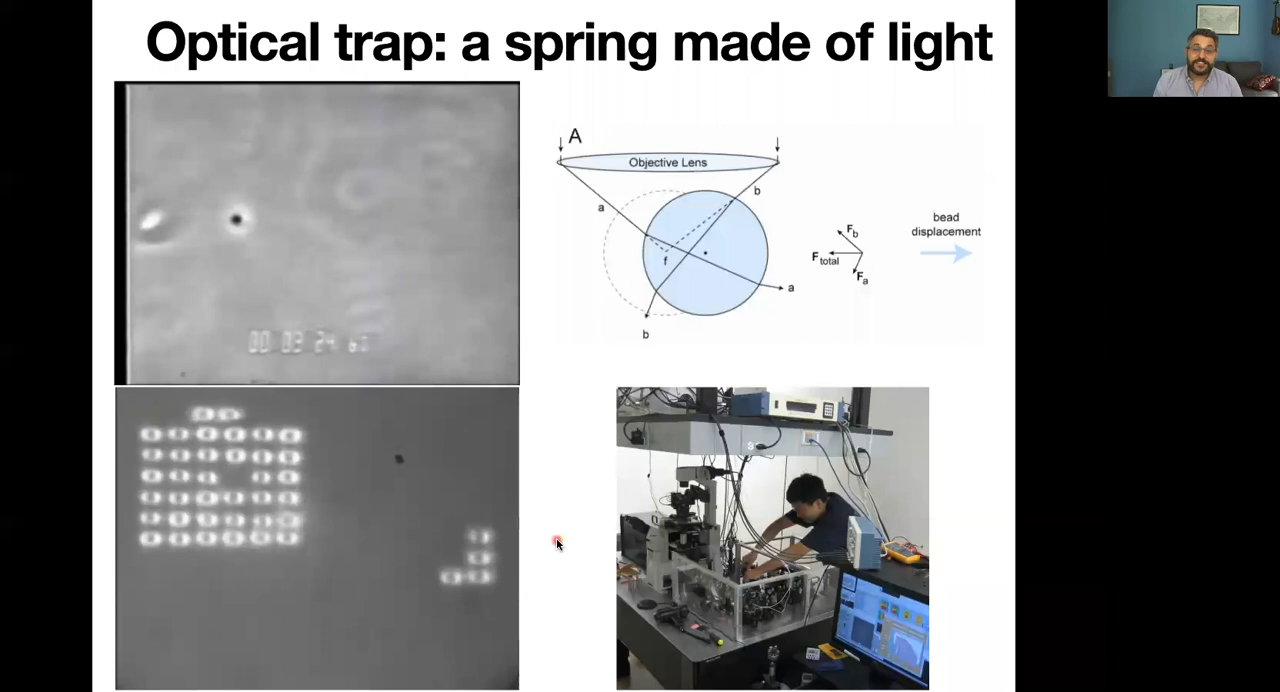 Optical trap: a spring made of light
A
Objective Lens
a
b
f
a
b
F_b
F_total
F_a
bead
displacement